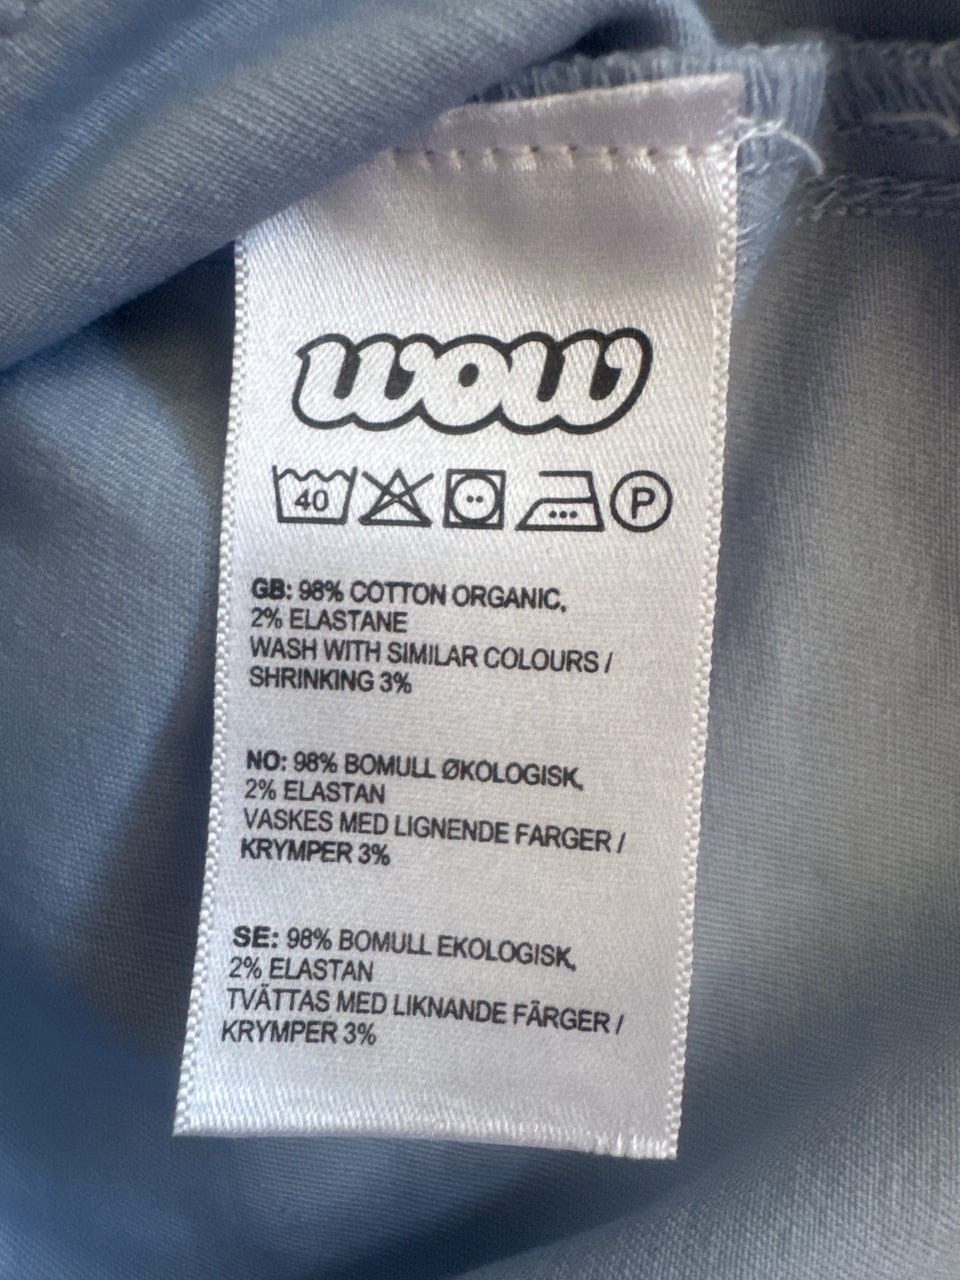 wow
40 P
GB: 98% COTTON ORGANIC,
2% ELASTANE
WASH WITH SIMILAR COLOURS /
SHRINKING 3%
NO: 98% BOMULL ØKOLOGISK,
2% ELASTAN
VASKES MED LIGNENDE FARGER /
KRYMPER 3%
SE: 98% BOMULL EKOLOGISK,
2% ELASTAN
TVÄTTAS MED LIKNANDE FÄRGER /
KRYMPER 3%